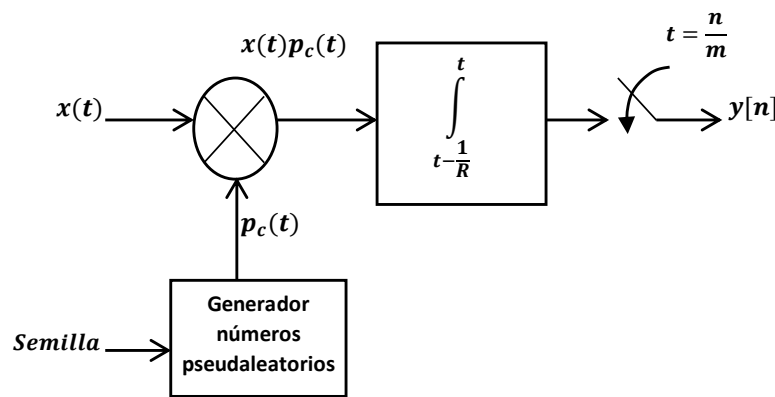 x(t)p_c(t)
t = n/m
x(t)
∫_{t-1/R}^{t}
y[n]
p_c(t)
Semilla
Generador
números
pseudaleatorios